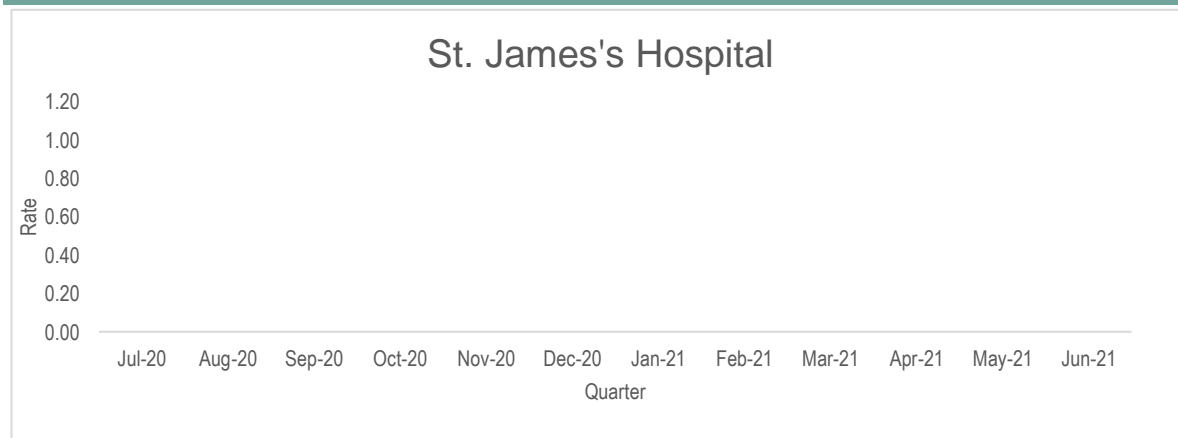 St. James's Hospital
1.20
1.00
0.80
0.60
0.40
0.20
0.00
Rate
Jul-20 Aug-20 Sep-20 Oct-20 Nov-20 Dec-20 Jan-21 Feb-21 Mar-21 Apr-21 May-21 Jun-21
Quarter